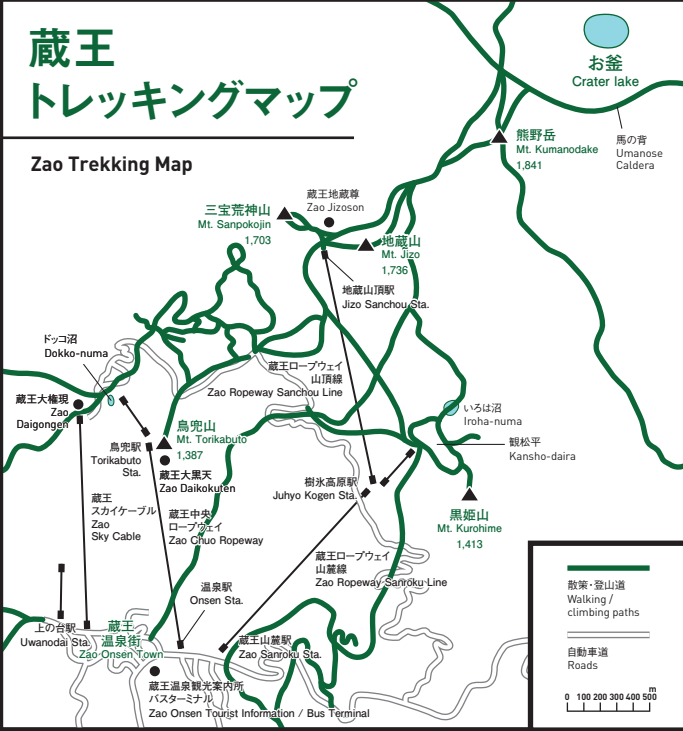 蔵王
トレッキングマップ
Zao Trekking Map
お釜
Crater lake
熊野岳
Mt. Kumanodake
1,841
馬の背
Umanose
Caldera
蔵王地蔵尊
Zao Jizoson
三宝荒神山
Mt. Sanpokojin
1,703
地蔵山
Mt. Jizo
1,736
地蔵山頂駅
Jizo Sanchou Sta.
ドッコ沼
Dokko-numa
蔵王ロープウェイ
山頂線
Zao Ropeway Sanchou Line
蔵王大権現
Zao
Daigongen
いろは沼
Iroha-numa
鳥兜山
Mt. Torikabuto
1,387
鳥兜駅
Torikabuto
Sta.
観松平
Kansho-daira
蔵王大黒天
Zao Daikokuten
樹氷高原駅
Juhyo Kogen Sta.
蔵王
スカイケーブル
Zao
Sky Cable
蔵王中央
ロープウェイ
Zao Chuo Ropeway
黒姫山
Mt. Kurohime
1,413
蔵王ロープウェイ
山麓線
Zao Ropeway Sanroku Line
温泉駅
Onsen Sta.
上の台駅
Uwanodai Sta.
蔵王
温泉街
Zao Onsen Town
蔵王山麓駅
Zao Sanroku Sta.
蔵王温泉観光案内所
バスターミナル
Zao Onsen Tourist Information / Bus Terminal
散策・登山道
Walking /
climbing paths
自動車道
Roads
m
0 100 200 300 400 500